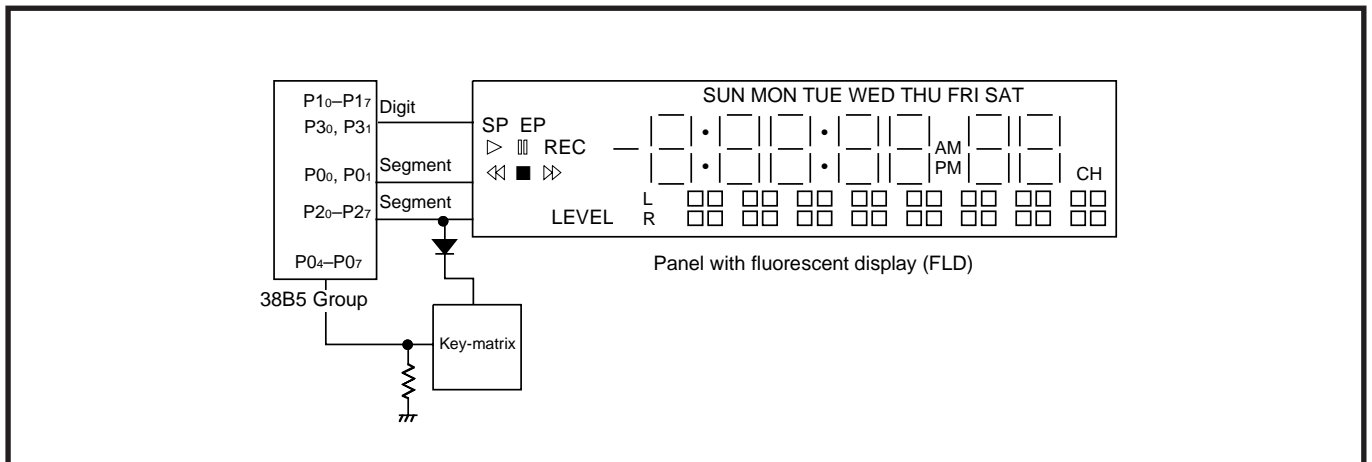 P1₀–P1₇
Digit
P3₀, P3₁
P0₀, P0₁
Segment
P2₀–P2₇
Segment
P0₄–P0₇
38B5 Group
Key-matrix
SUN MON TUE WED THU FRI SAT
SP EP
REC
AM
PM
CH
LEVEL
L
R
Panel with fluorescent display (FLD)